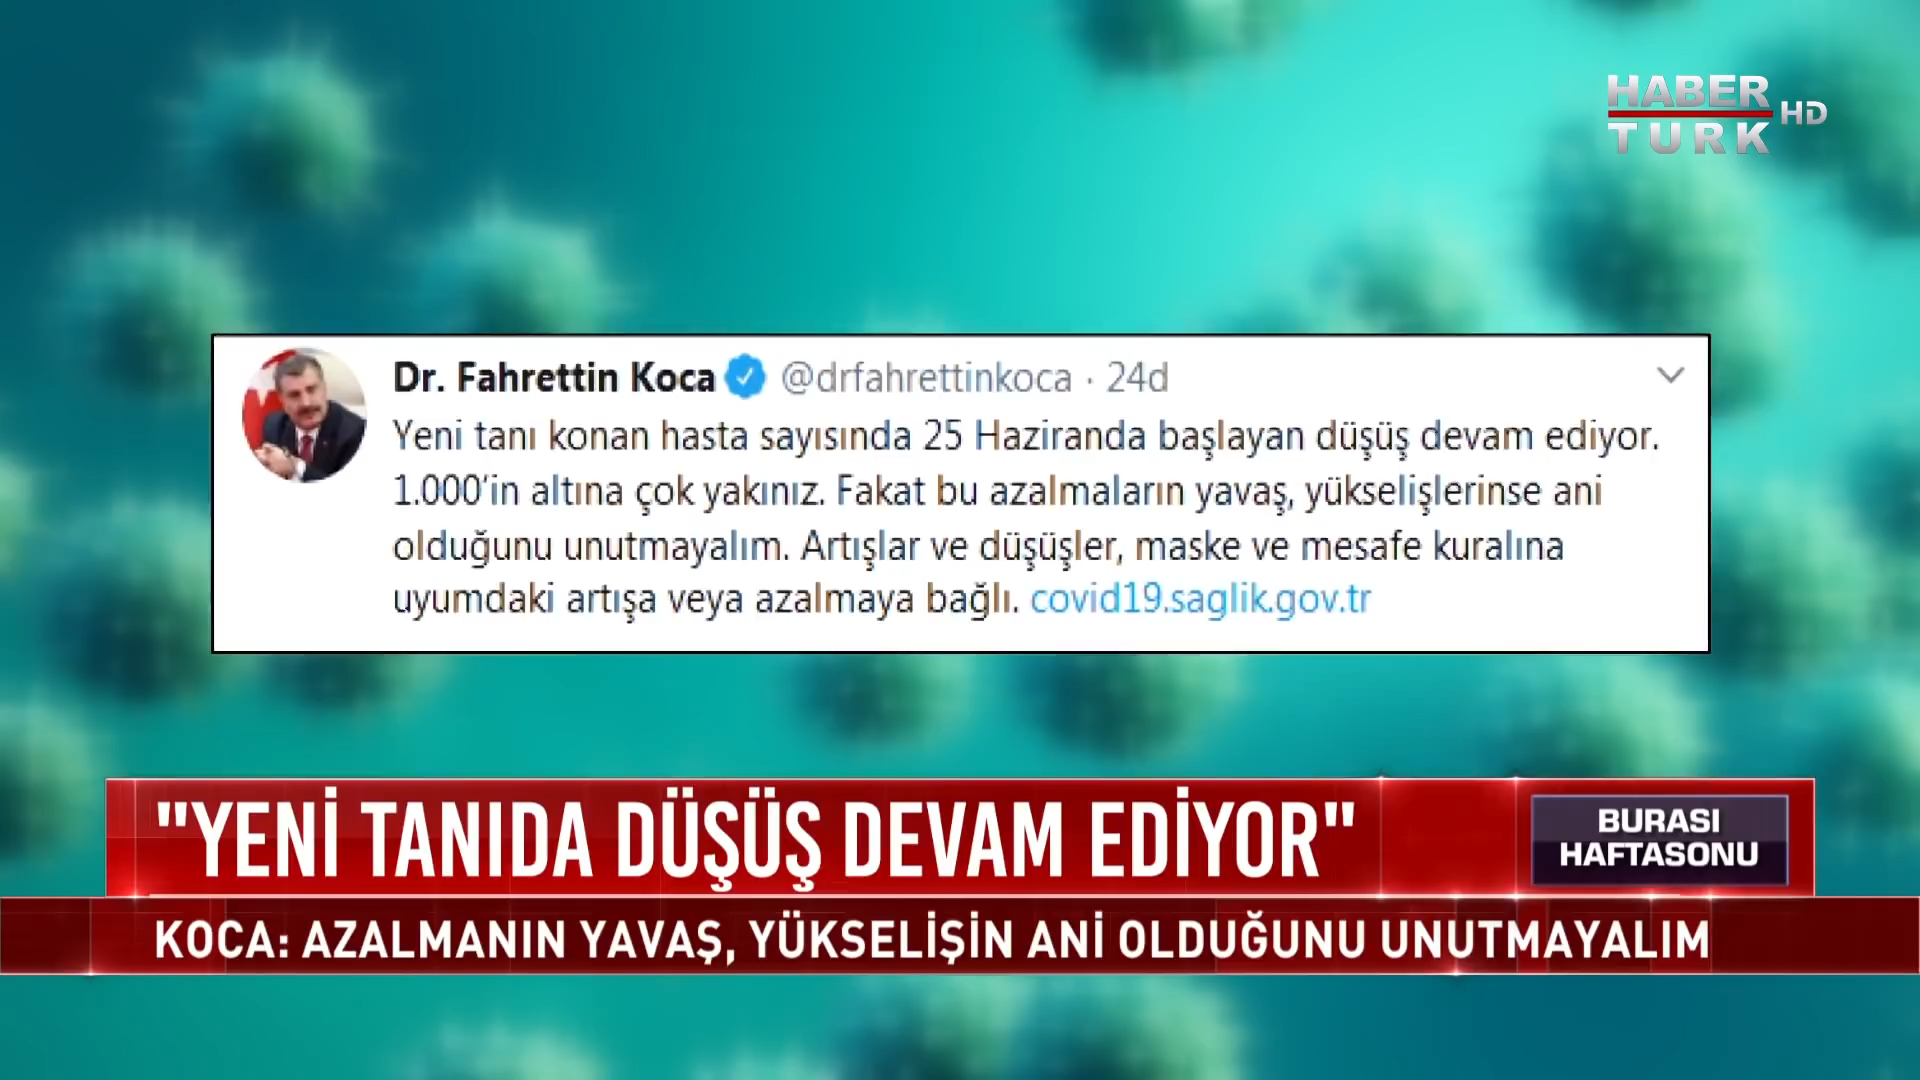 HABER
TURK HD
Dr. Fahrettin Koca @drfahrettinkoca · 24d
Yeni tanı konan hasta sayısında 25 Haziranda başlayan düşüş devam ediyor.
1.000'in altına çok yakınız. Fakat bu azalmaların yavaş, yükselişlerinse ani
olduğunu unutmayalım. Artışlar ve düşüşler, maske ve mesafe kuralına
uyumdaki artışa veya azalmaya bağlı. covid19.saglik.gov.tr
"YENİ TANIDA DÜŞÜŞ DEVAM EDİYOR"
BURASI
HAFTASONU
KOCA: AZALMANIN YAVAŞ, YÜKSELİŞİN ANİ OLDUĞUNU UNUTMAYALIM